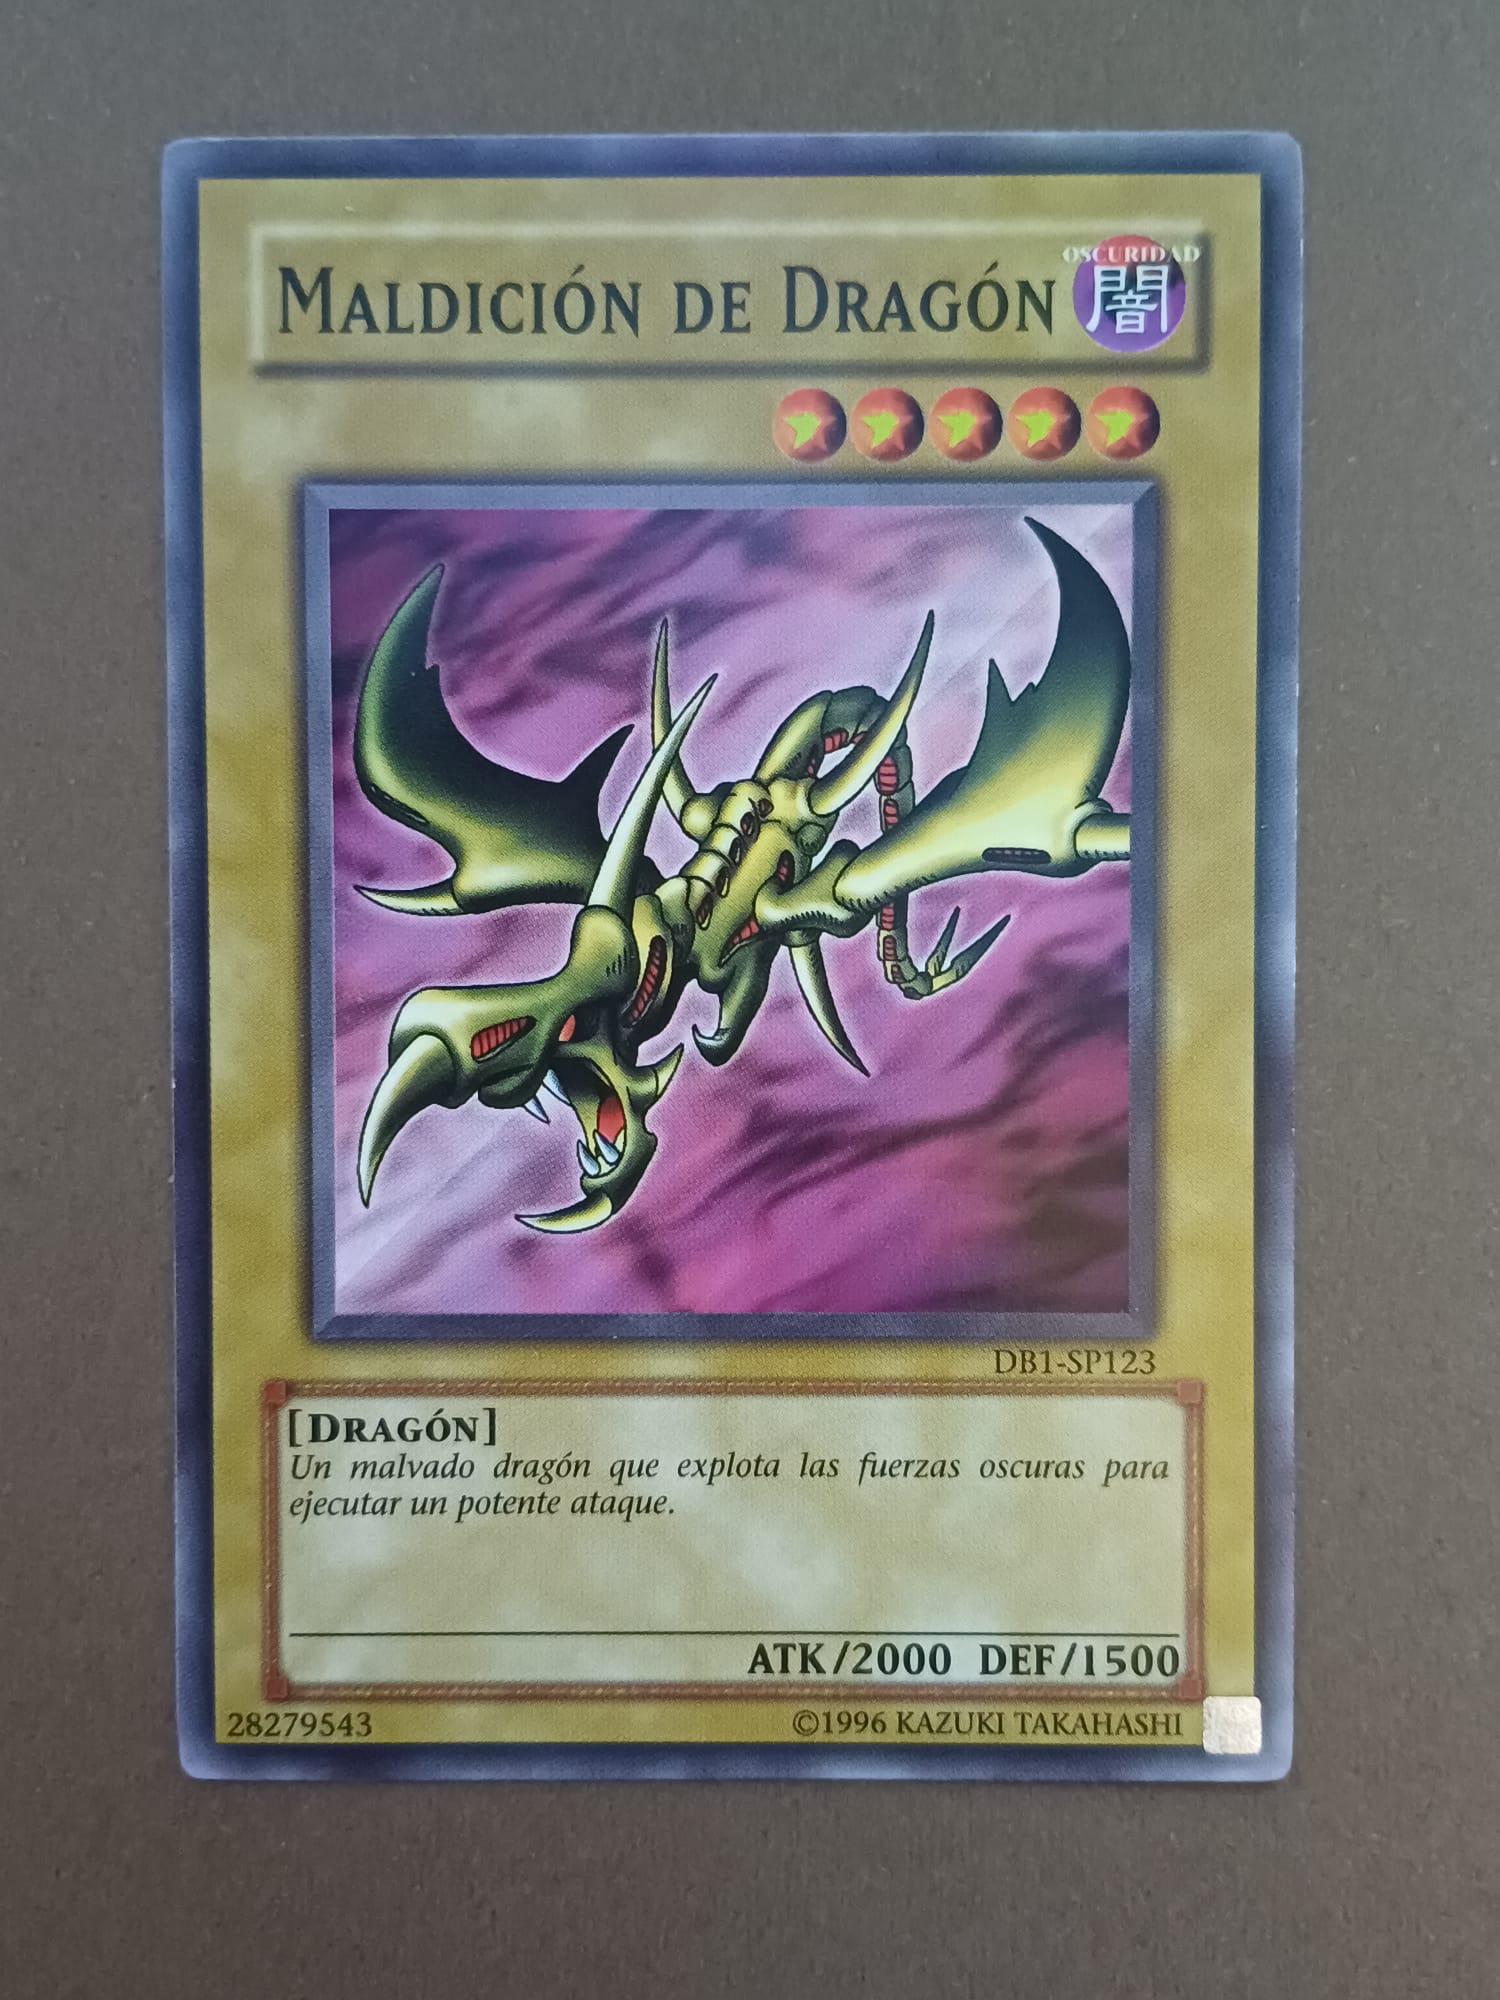 MALDICIÓN DE DRAGÓN
OSCURIDAD
闇
DB1-SP123
[DRAGÓN]
Un malvado dragón que explota las fuerzas oscuras para
ejecutar un potente ataque.
ATK/2000 DEF/1500
28279543
©1996 KAZUKI TAKAHASHI